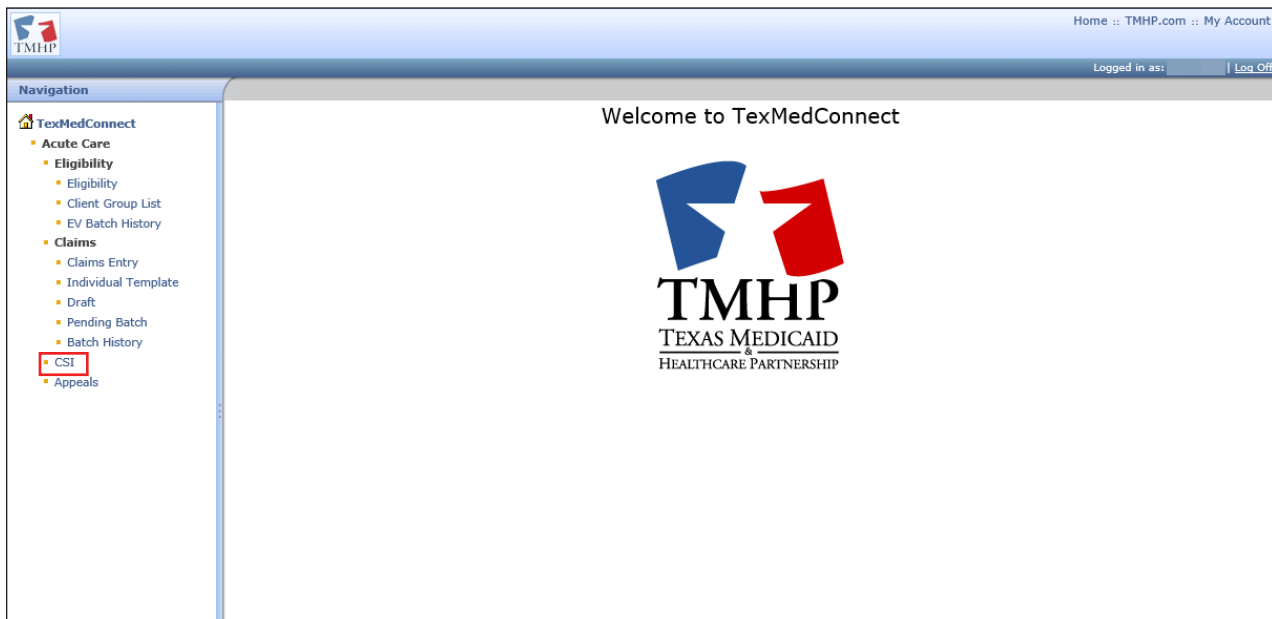 TMHP
Home :: TMHP.com :: My Account
Logged in as: | Log Off
Navigation
TexMedConnect
Acute Care
Eligibility
Eligibility
Client Group List
EV Batch History
Claims
Claims Entry
Individual Template
Draft
Pending Batch
Batch History
CSI
Appeals
Welcome to TexMedConnect
TMHP
TEXAS MEDICAID
&
HEALTHCARE PARTNERSHIP